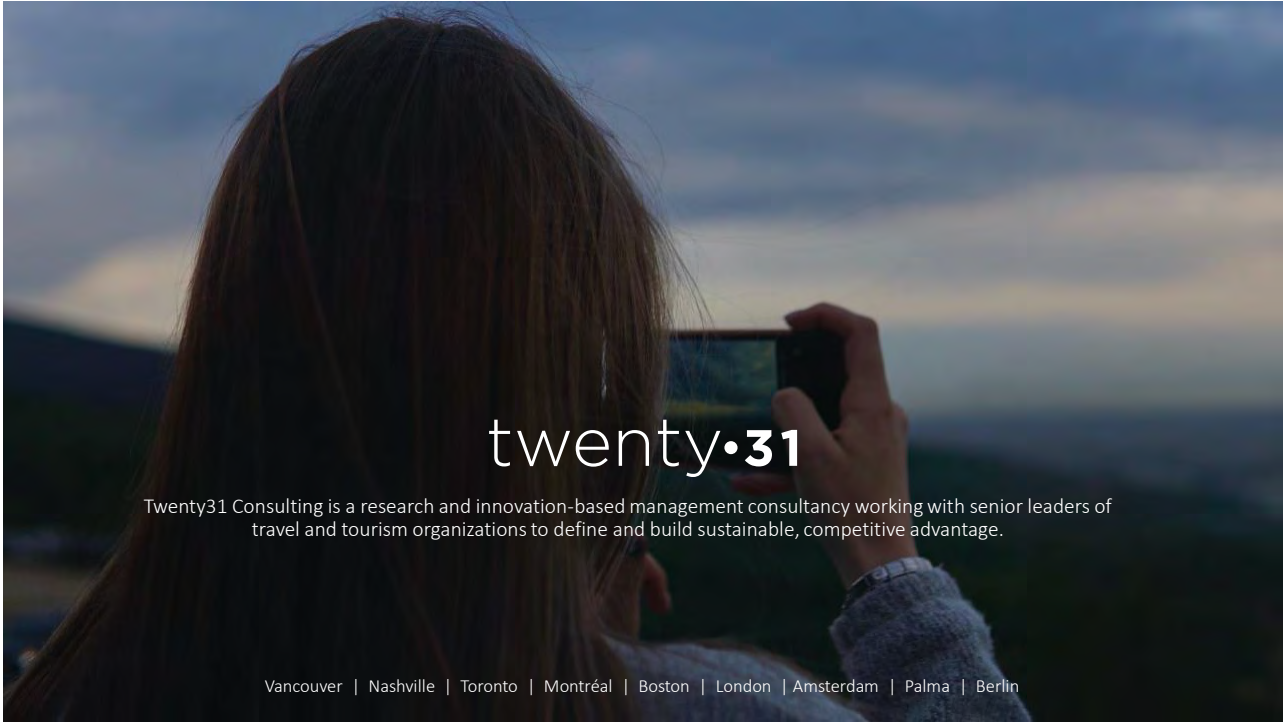 twenty•31
Twenty31 Consulting is a research and innovation-based management consultancy working with senior leaders of
travel and tourism organizations to define and build sustainable, competitive advantage.
Vancouver | Nashville | Toronto | Montréal | Boston | London | Amsterdam | Palma | Berlin